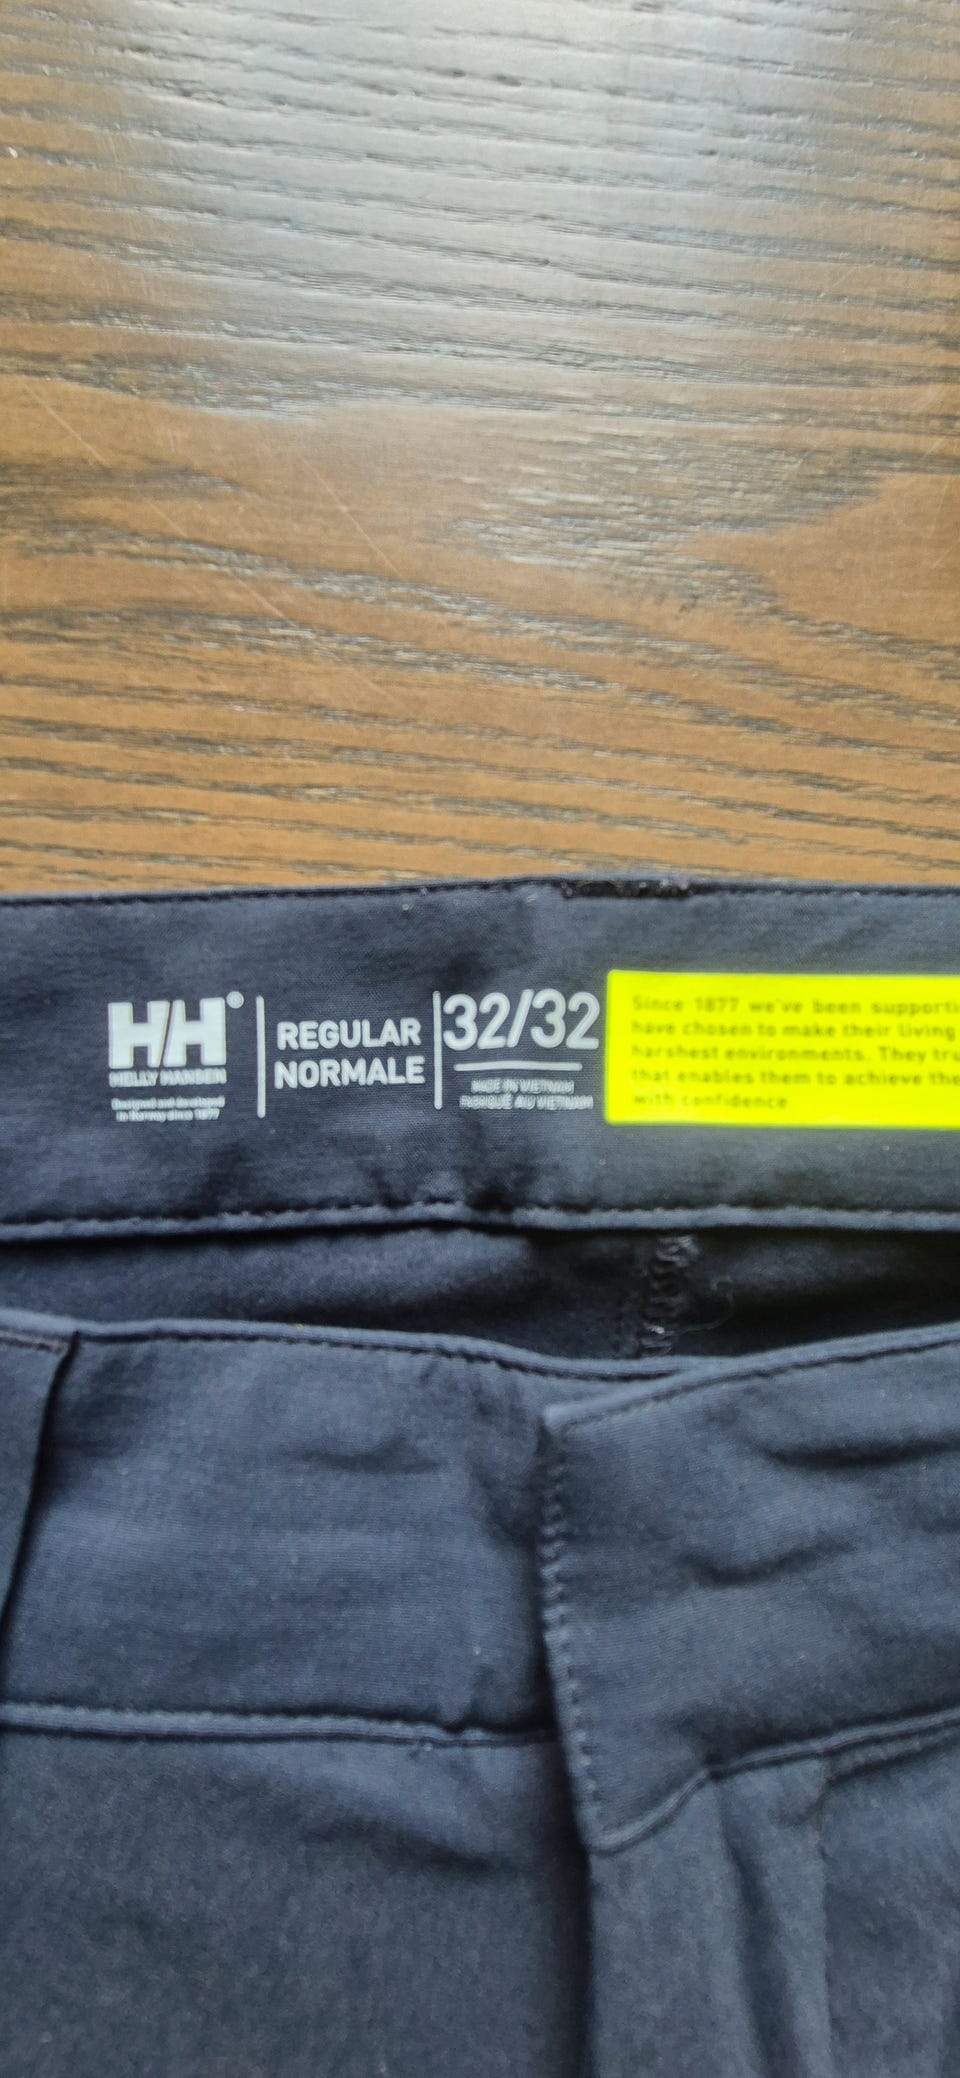 HH®
HELLY HANSEN
Designed and developed
in Norway since 1877
REGULAR
NORMALE
32/32
MADE IN VIETNAM
FABRIQUÉ AU VIETNAM
Since 1877 we've been supporti
have chosen to make their living
harshest environments. They tru
that enables them to achieve the
with confidence